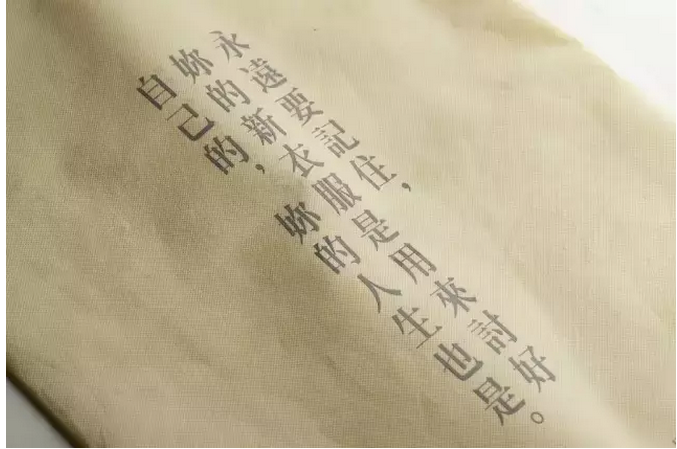 永遠要記住，
妳的新衣服是用來討好
自己的，妳的人生也是。